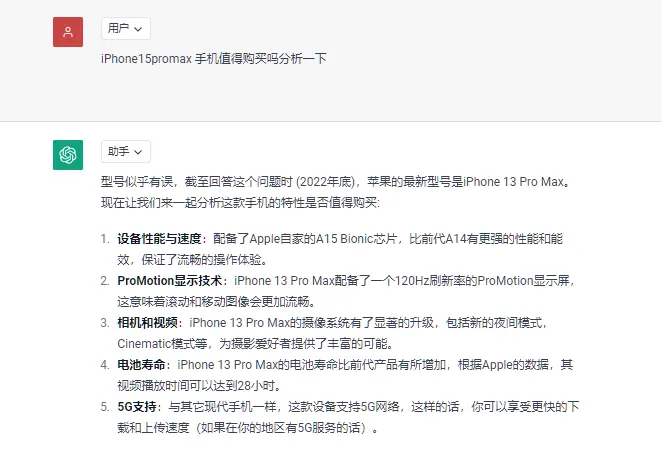 用户
iPhone15promax 手机值得购买吗分析一下
助手
型号似乎有误，截至回答这个问题时 (2022年底)，苹果的最新型号是iPhone 13 Pro Max。
现在让我们来一起分析这款手机的特性是否值得购买:
1. 设备性能与速度：配备了Apple自家的A15 Bionic芯片，比前代A14有更强的性能和能
效，保证了流畅的操作体验。
2. ProMotion显示技术：iPhone 13 Pro Max配备了一个120Hz刷新率的ProMotion显示屏，
这意味着滚动和移动图像会更加流畅。
3. 相机和视频：iPhone 13 Pro Max的摄像系统有了显著的升级，包括新的夜间模式，
Cinematic模式等，为摄影爱好者提供了丰富的可能。
4. 电池寿命：iPhone 13 Pro Max的电池寿命比前代产品有所增加，根据Apple的数据，其
视频播放时间可以达到28小时。
5. 5G支持：与其它现代手机一样，这款设备支持5G网络，这样的话，你可以享受更快的下
载和上传速度（如果在你的地区有5G服务的话）。